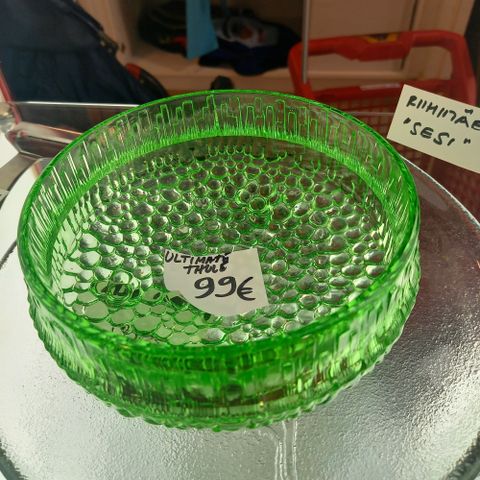 RIIHIMÄE
"SESI"
ULTIMATE
THULE
99€